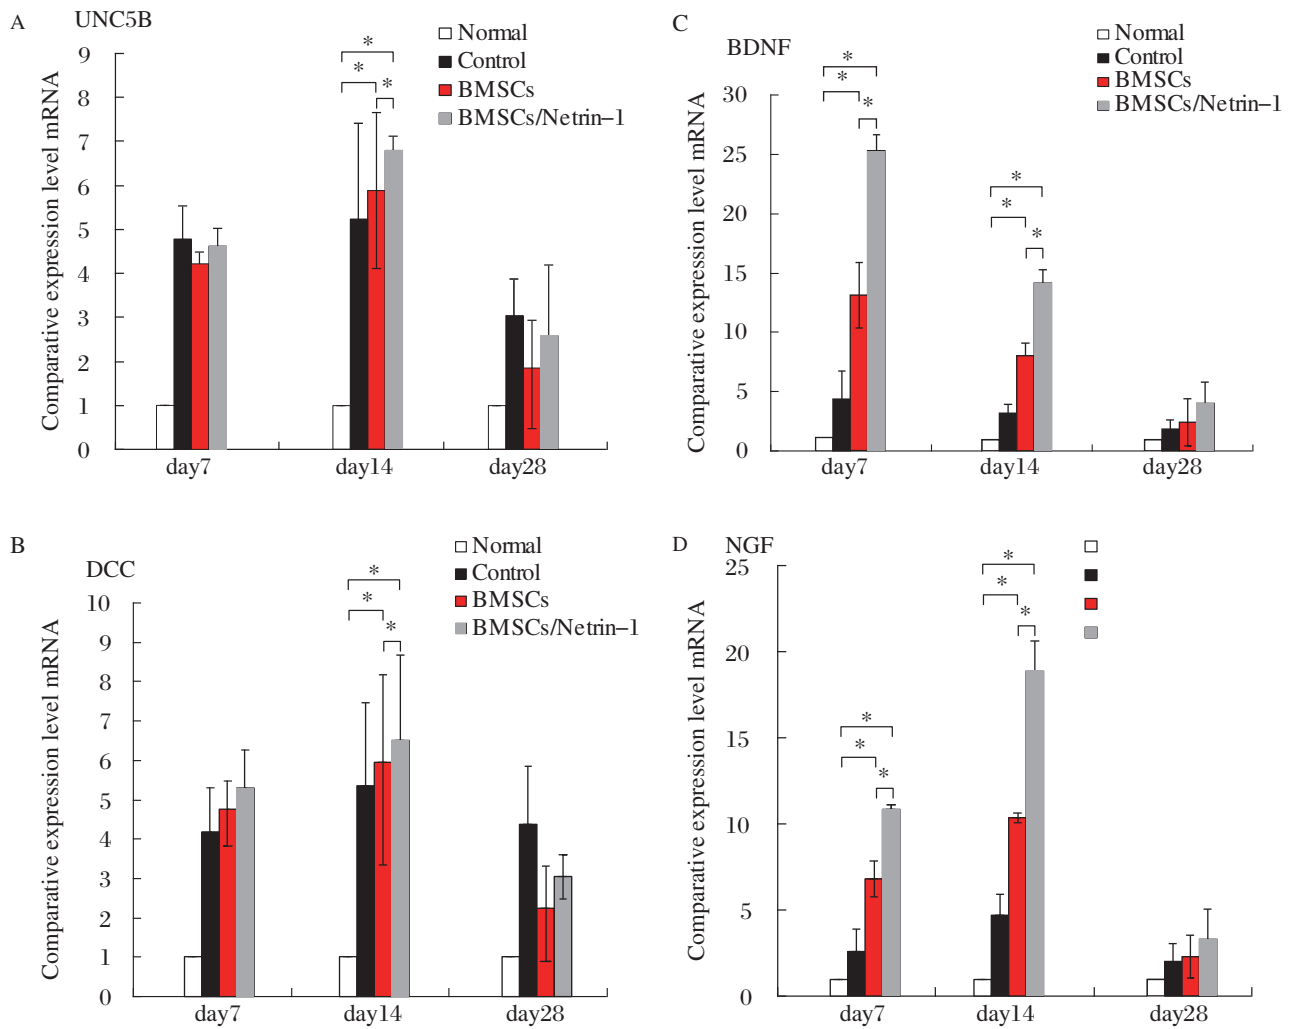 A
UNC5B
Normal
Control
BMSCs
BMSCs/Netrin–1
Comparative expression level mRNA
9
8
7
6
5
4
3
2
1
0
* * *
day7 day14 day28
C
BDNF
Normal
Control
BMSCs
BMSCs/Netrin–1
Comparative expression level mRNA
30
25
20
15
10
5
0
* * *
* * *
day7 day14 day28
B
DCC
Normal
Control
BMSCs
BMSCs/Netrin–1
Comparative expression level mRNA
10
9
8
7
6
5
4
3
2
1
0
* * *
day7 day14 day28
D
NGF
Comparative expression level mRNA
25
20
15
10
5
0
* * *
* * *
day7 day14 day28